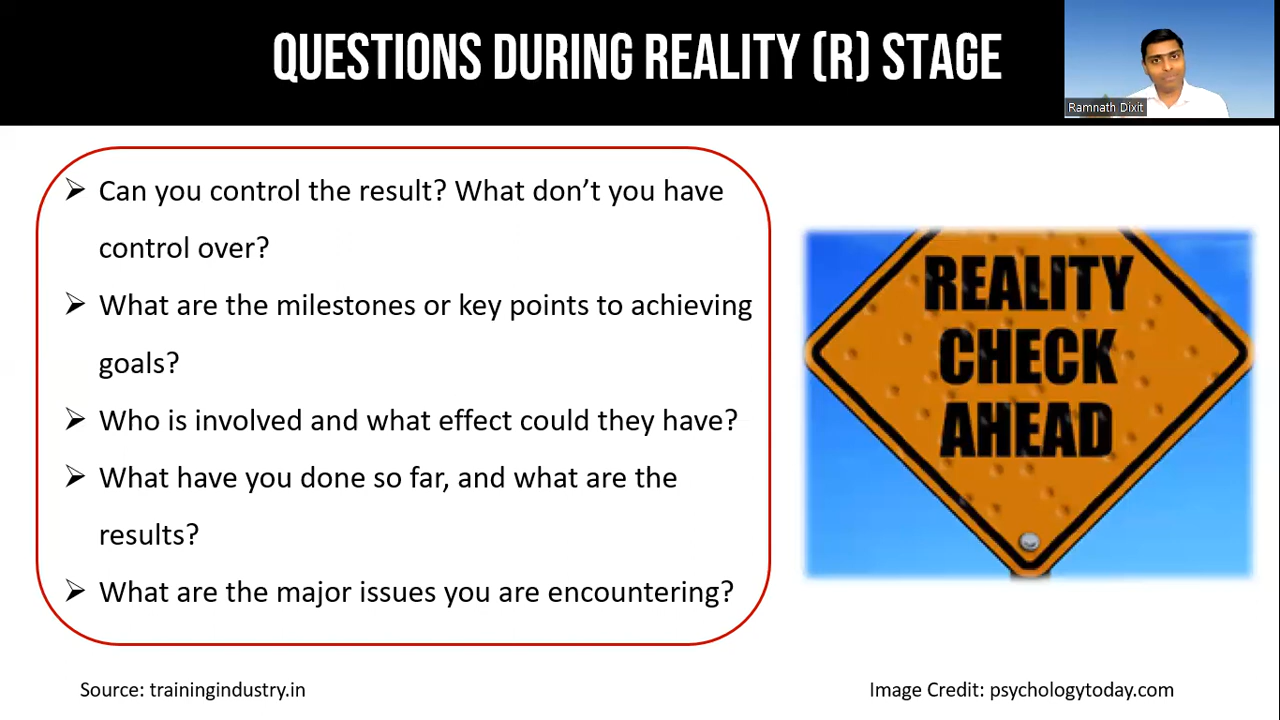 QUESTIONS DURING REALITY (R) STAGE
Ramnath Dixit
➢ Can you control the result? What don’t you have
control over?
➢ What are the milestones or key points to achieving
goals?
➢ Who is involved and what effect could they have?
➢ What have you done so far, and what are the
results?
➢ What are the major issues you are encountering?
REALITY
CHECK
AHEAD
Source: trainingindustry.in
Image Credit: psychologytoday.com